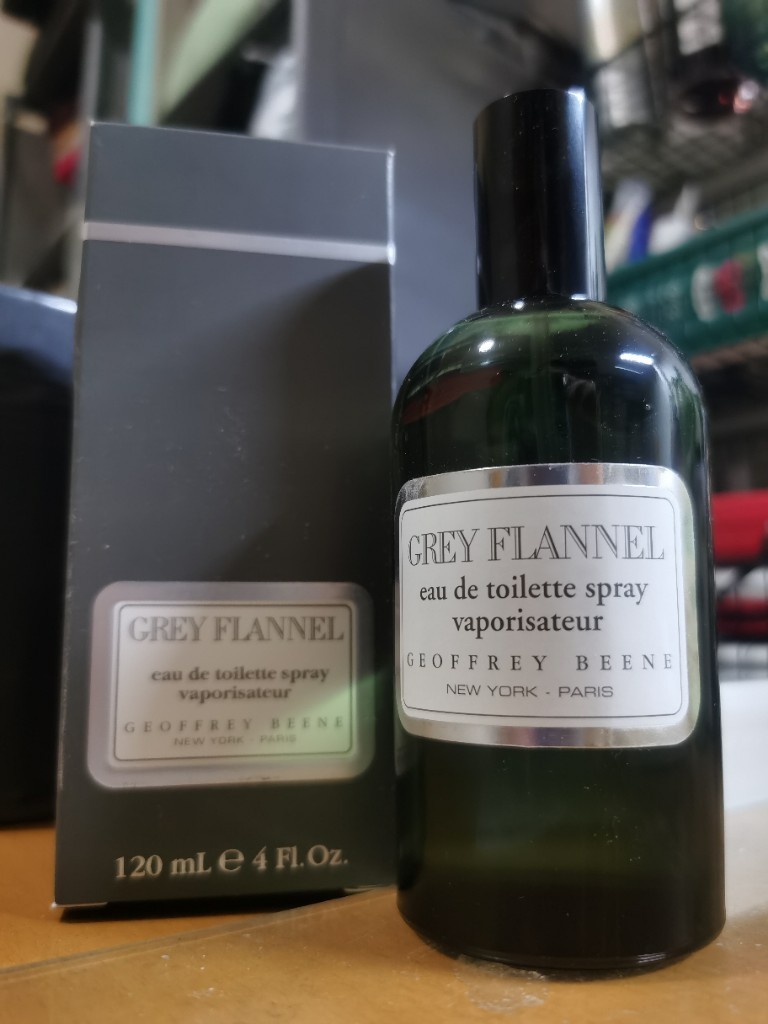 GREY FLANNEL
eau de toilette spray
vaporisateur
GEOFFREY BEENE
NEW YORK - PARIS
120 mL e 4 Fl.Oz.
GREY FLANNEL
eau de toilette spray
vaporisateur
GEOFFREY BEENE
NEW YORK - PARIS